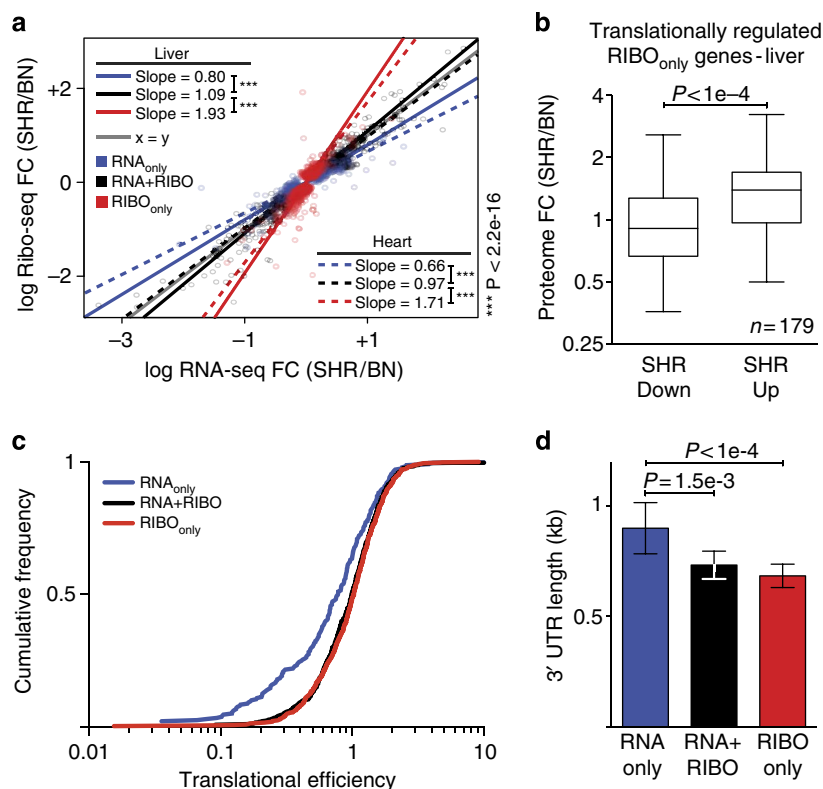 a
Liver
Slope = 0.80
Slope = 1.09
Slope = 1.93
***
***
x = y
RNAonly
RNA+RIBO
RIBOonly
Heart
Slope = 0.66
Slope = 0.97
Slope = 1.71
***
***
*** P < 2.2e-16
+2
0
−2
log Ribo-seq FC (SHR/BN)
−3
−1
+1
log RNA-seq FC (SHR/BN)
b
Translationally regulated
RIBOonly genes - liver
P<1e–4
4
2
1
0.5
0.25
Proteome FC (SHR/BN)
n=179
SHR
Down
SHR
Up
c
RNAonly
RNA+RIBO
RIBOonly
1
0.5
Cumulative frequency
0.01
0.1
1
10
Translational efficiency
d
P<1e-4
P=1.5e-3
1
0.5
3′ UTR length (kb)
RNA
only
RNA+
RIBO
RIBO
only